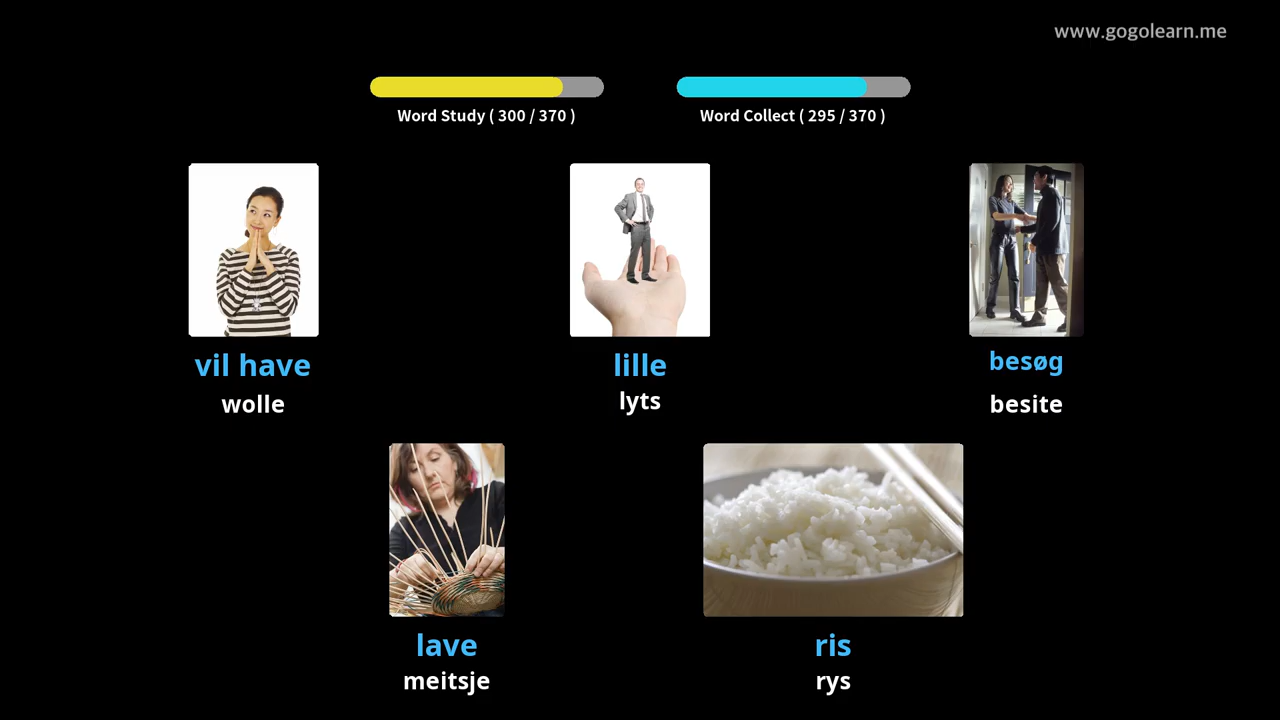 www.gogolearn.me
Word Study ( 300 / 370 )
Word Collect ( 295 / 370 )
vil have
wolle
lille
lyts
besøg
besite
lave
meitsje
ris
rys